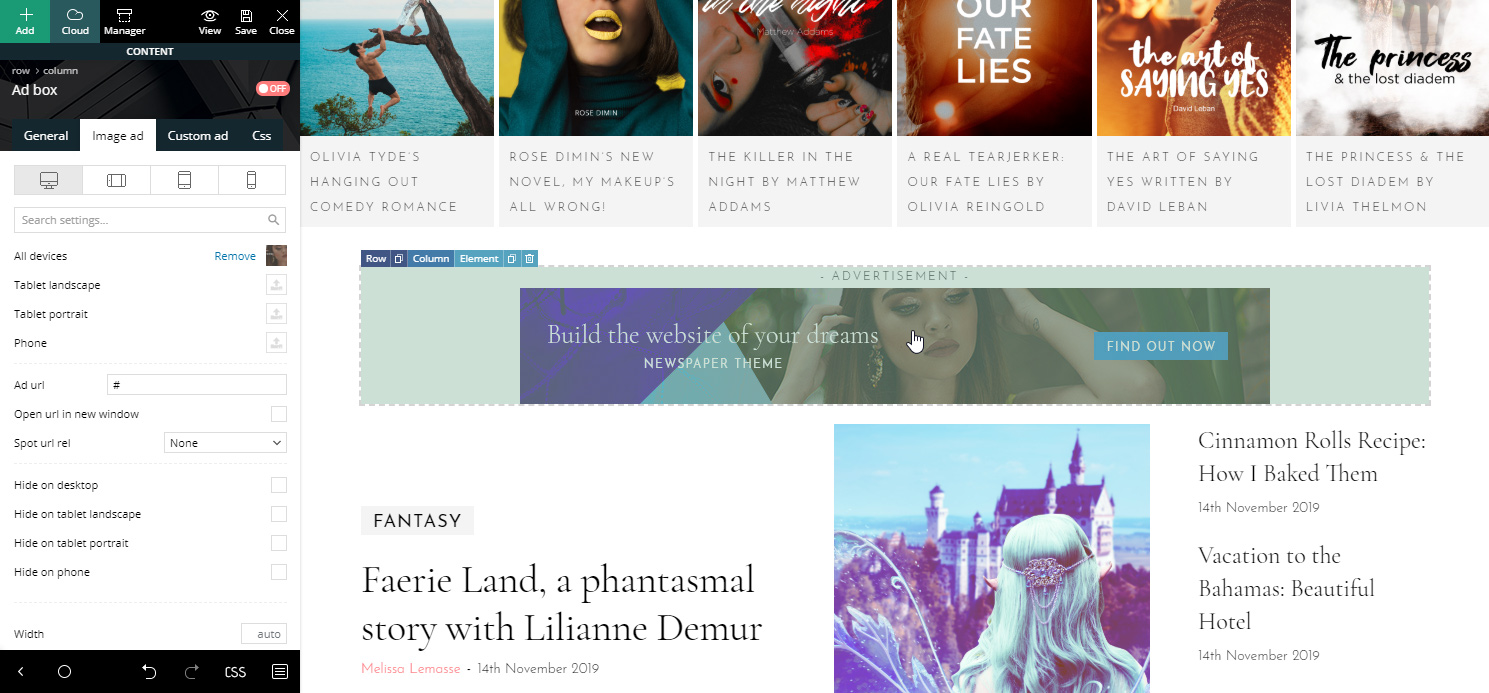 Add
Cloud
Manager
View
Save
Close
CONTENT
row > column
Ad box
OFF
General
Image ad
Custom ad
Css
Search settings...
All devices
Remove
Tablet landscape
Tablet portrait
Phone
Ad url
#
Open url in new window
Spot url rel
None
Hide on desktop
Hide on tablet landscape
Hide on tablet portrait
Hide on phone
Width
auto
CSS
ROSE DIMIN
in the night
Matthew Addams
OUR
FATE
LIES
the art of
SAYING YES
David Leban
The princess
& the lost diadem
OLIVIA TYDE'S
HANGING OUT
COMEDY ROMANCE
ROSE DIMIN'S NEW
NOVEL, MY MAKEUP'S
ALL WRONG!
THE KILLER IN THE
NIGHT BY MATTHEW
ADDAMS
A REAL TEARJERKER:
OUR FATE LIES BY
OLIVIA REINGOLD
THE ART OF SAYING
YES WRITTEN BY
DAVID LEBAN
THE PRINCESS & THE
LOST DIADEM BY
LIVIA THELMON
Row
Column
Element
- ADVERTISEMENT -
Build the website of your dreams
NEWSPAPER THEME
FIND OUT NOW
FANTASY
Faerie Land, a phantasmal
story with Lilianne Demur
Melissa Lemasse - 14th November 2019
Cinnamon Rolls Recipe:
How I Baked Them
14th November 2019
Vacation to the
Bahamas: Beautiful
Hotel
14th November 2019